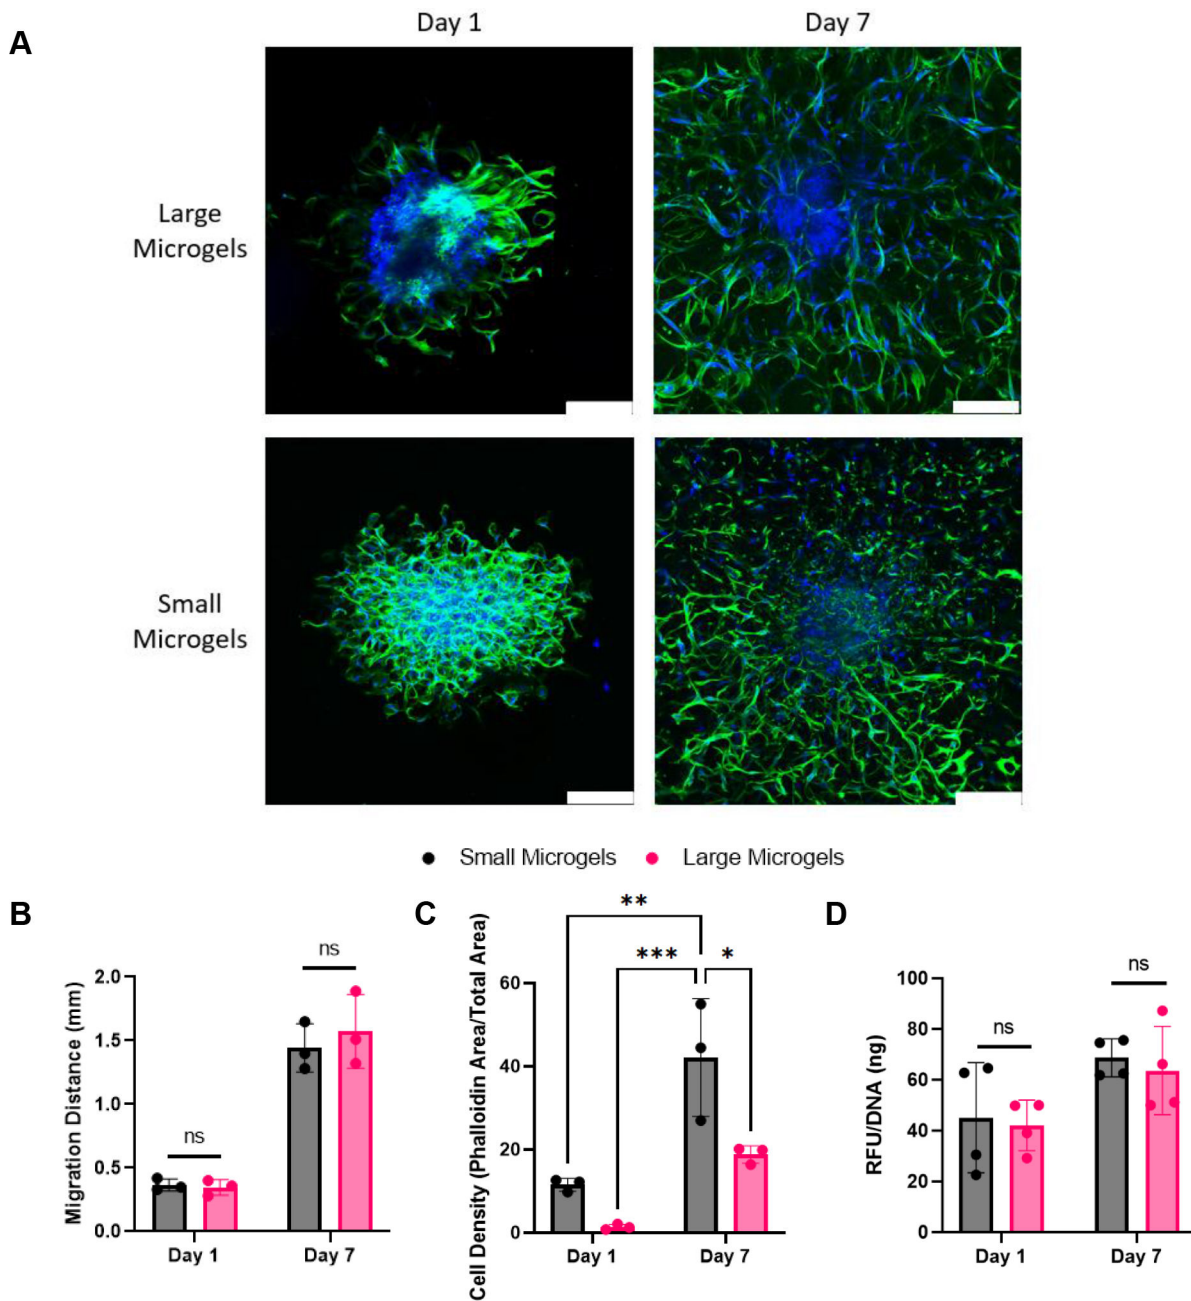 A
Day 1
Day 7
Large
Microgels
Small
Microgels
Small Microgels
Large Microgels
B
ns
ns
Migration Distance (mm)
2.0
1.5
1.0
0.5
0.0
Day 1
Day 7
C
**
***
*
Cell Density (Phalloidin Area/Total Area)
60
40
20
0
Day 1
Day 7
D
ns
ns
RFU/DNA (ng)
100
80
60
40
20
0
Day 1
Day 7